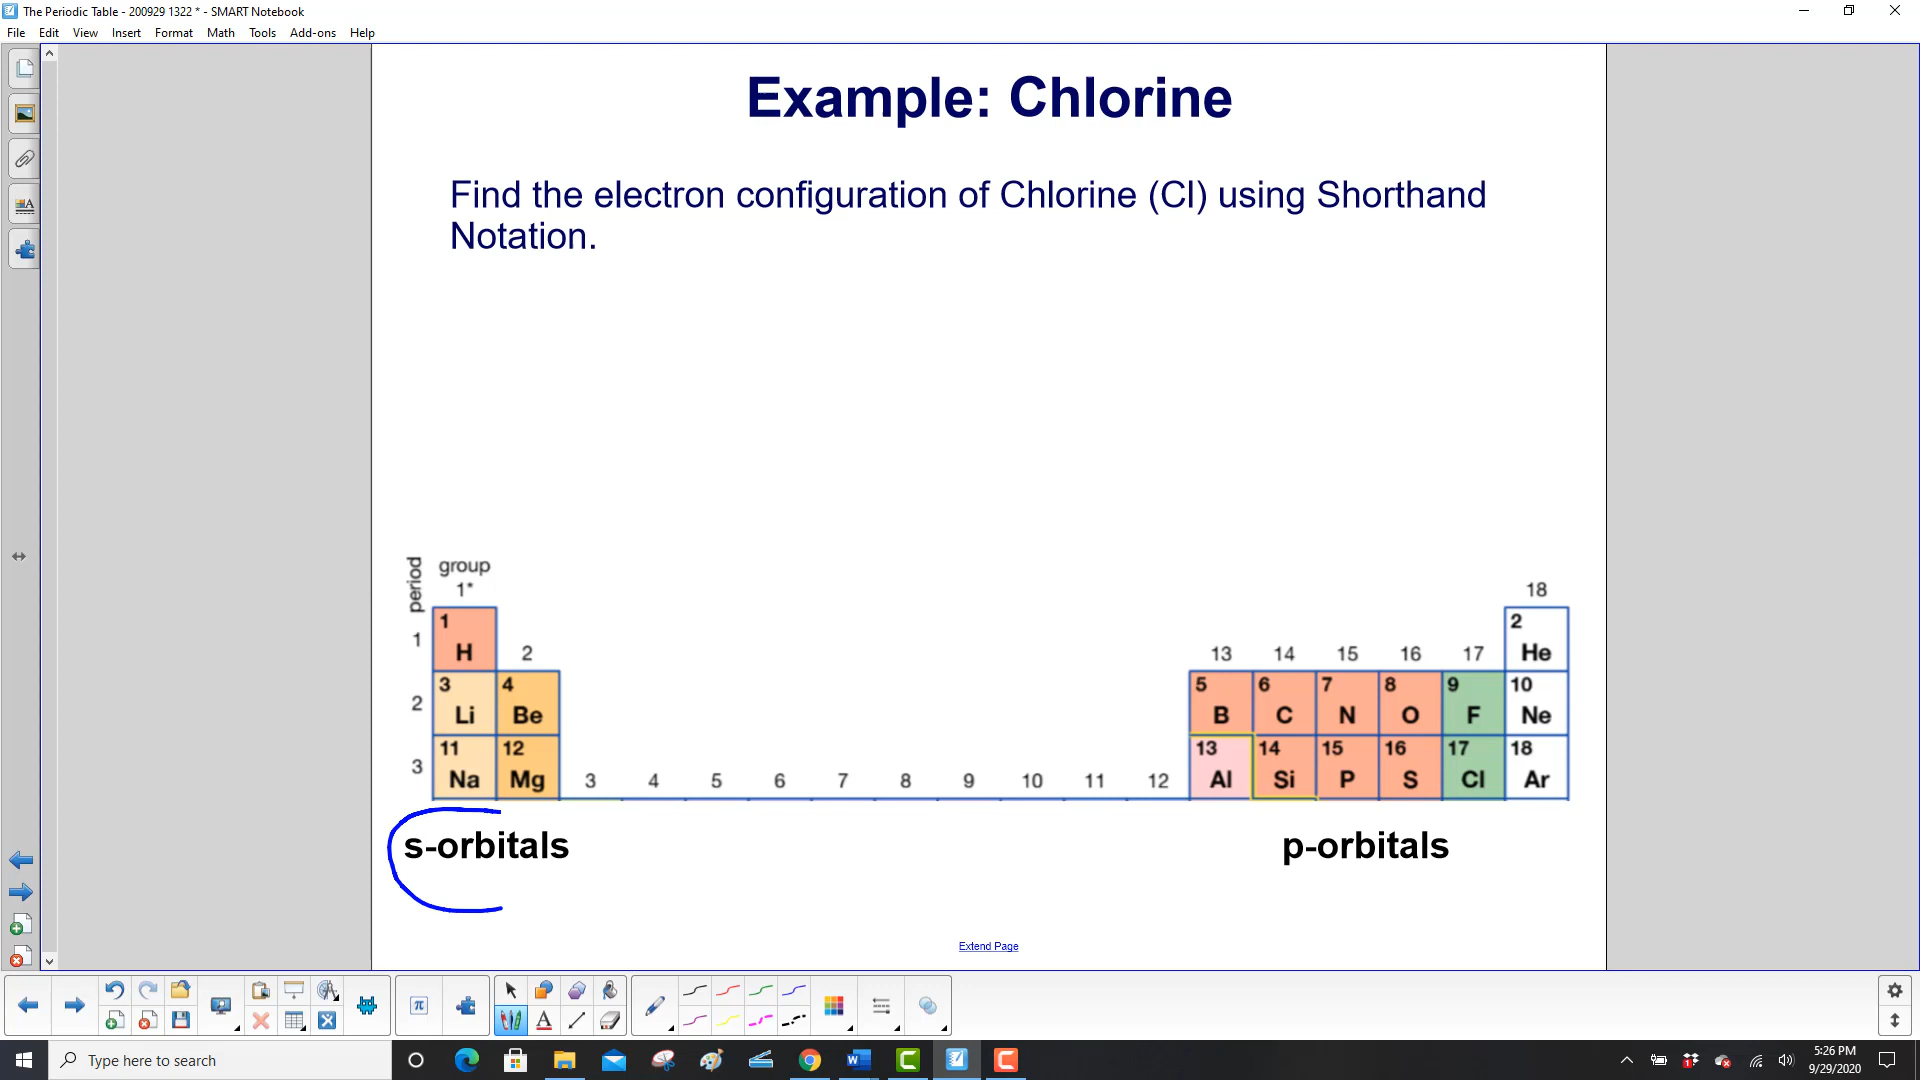 The Periodic Table - 200929 1322 * - SMART Notebook
File Edit View Insert Format Math Tools Add-ons Help
Example: Chlorine
Find the electron configuration of Chlorine (Cl) using Shorthand
Notation.
period
group
1* 18
1 1 H 2 2 He
13 14 15 16 17
2 3 Li 4 Be 5 B 6 C 7 N 8 O 9 F 10 Ne
3 11 Na 12 Mg 3 4 5 6 7 8 9 10 11 12 13 Al 14 Si 15 P 16 S 17 Cl 18 Ar
s-orbitals p-orbitals
Extend Page
π
A
Type here to search
5:26 PM
9/29/2020